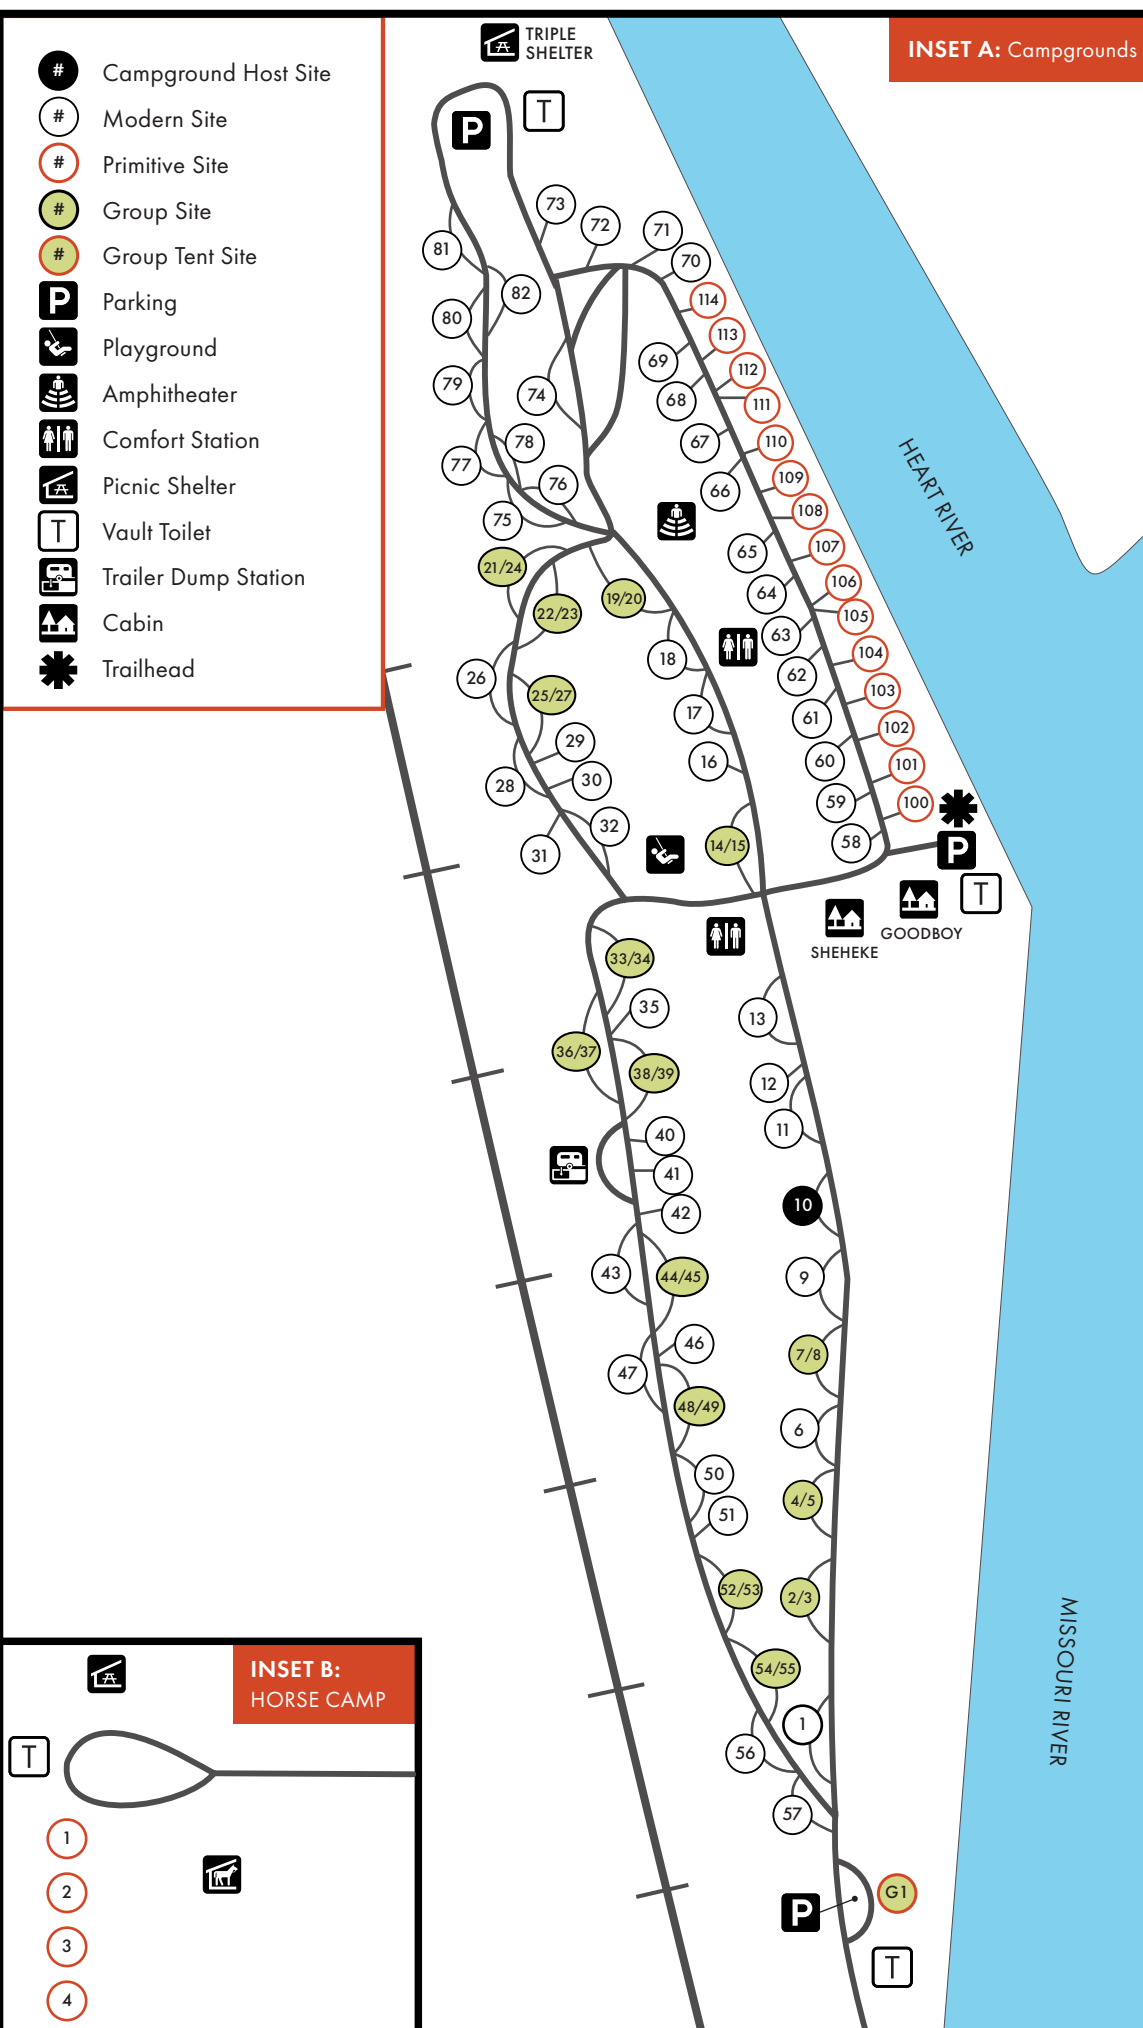 INSET A: Campgrounds
# Campground Host Site
# Modern Site
# Primitive Site
# Group Site
# Group Tent Site
P Parking
Playground
Amphitheater
Comfort Station
Picnic Shelter
T Vault Toilet
Trailer Dump Station
Cabin
Trailhead
TRIPLE
SHELTER
T
P
73
72
71
70
81
82
80
79
74
78
77
76
75
114
113
112
111
110
109
108
107
106
105
104
103
102
101
100
69
68
67
66
65
64
63
62
61
60
59
58
HEART RIVER
21/24
22/23
19/20
18
26
25/27
17
29
16
30
28
32
31
14/15
P
T
GOODBOY
SHEHEKE
33/34
35
36/37
38/39
13
12
11
40
41
42
10
43
44/45
9
46
47
7/8
48/49
6
50
51
4/5
52/53
2/3
54/55
1
56
57
MISSOURI RIVER
P
G1
T
INSET B:
HORSE CAMP
T
1
2
3
4